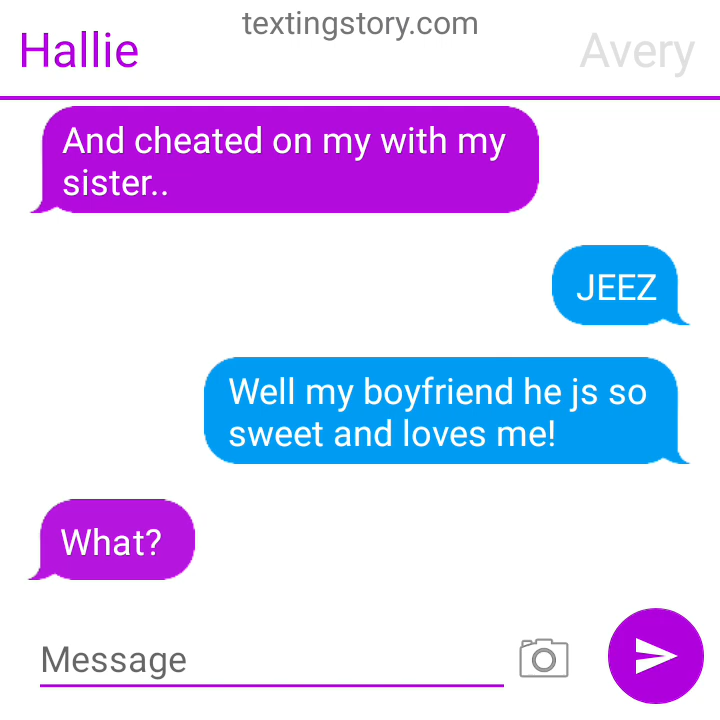 textingstory.com
Hallie
Avery
And cheated on my with my
sister..
JEEZ
Well my boyfriend he js so
sweet and loves me!
What?
Message